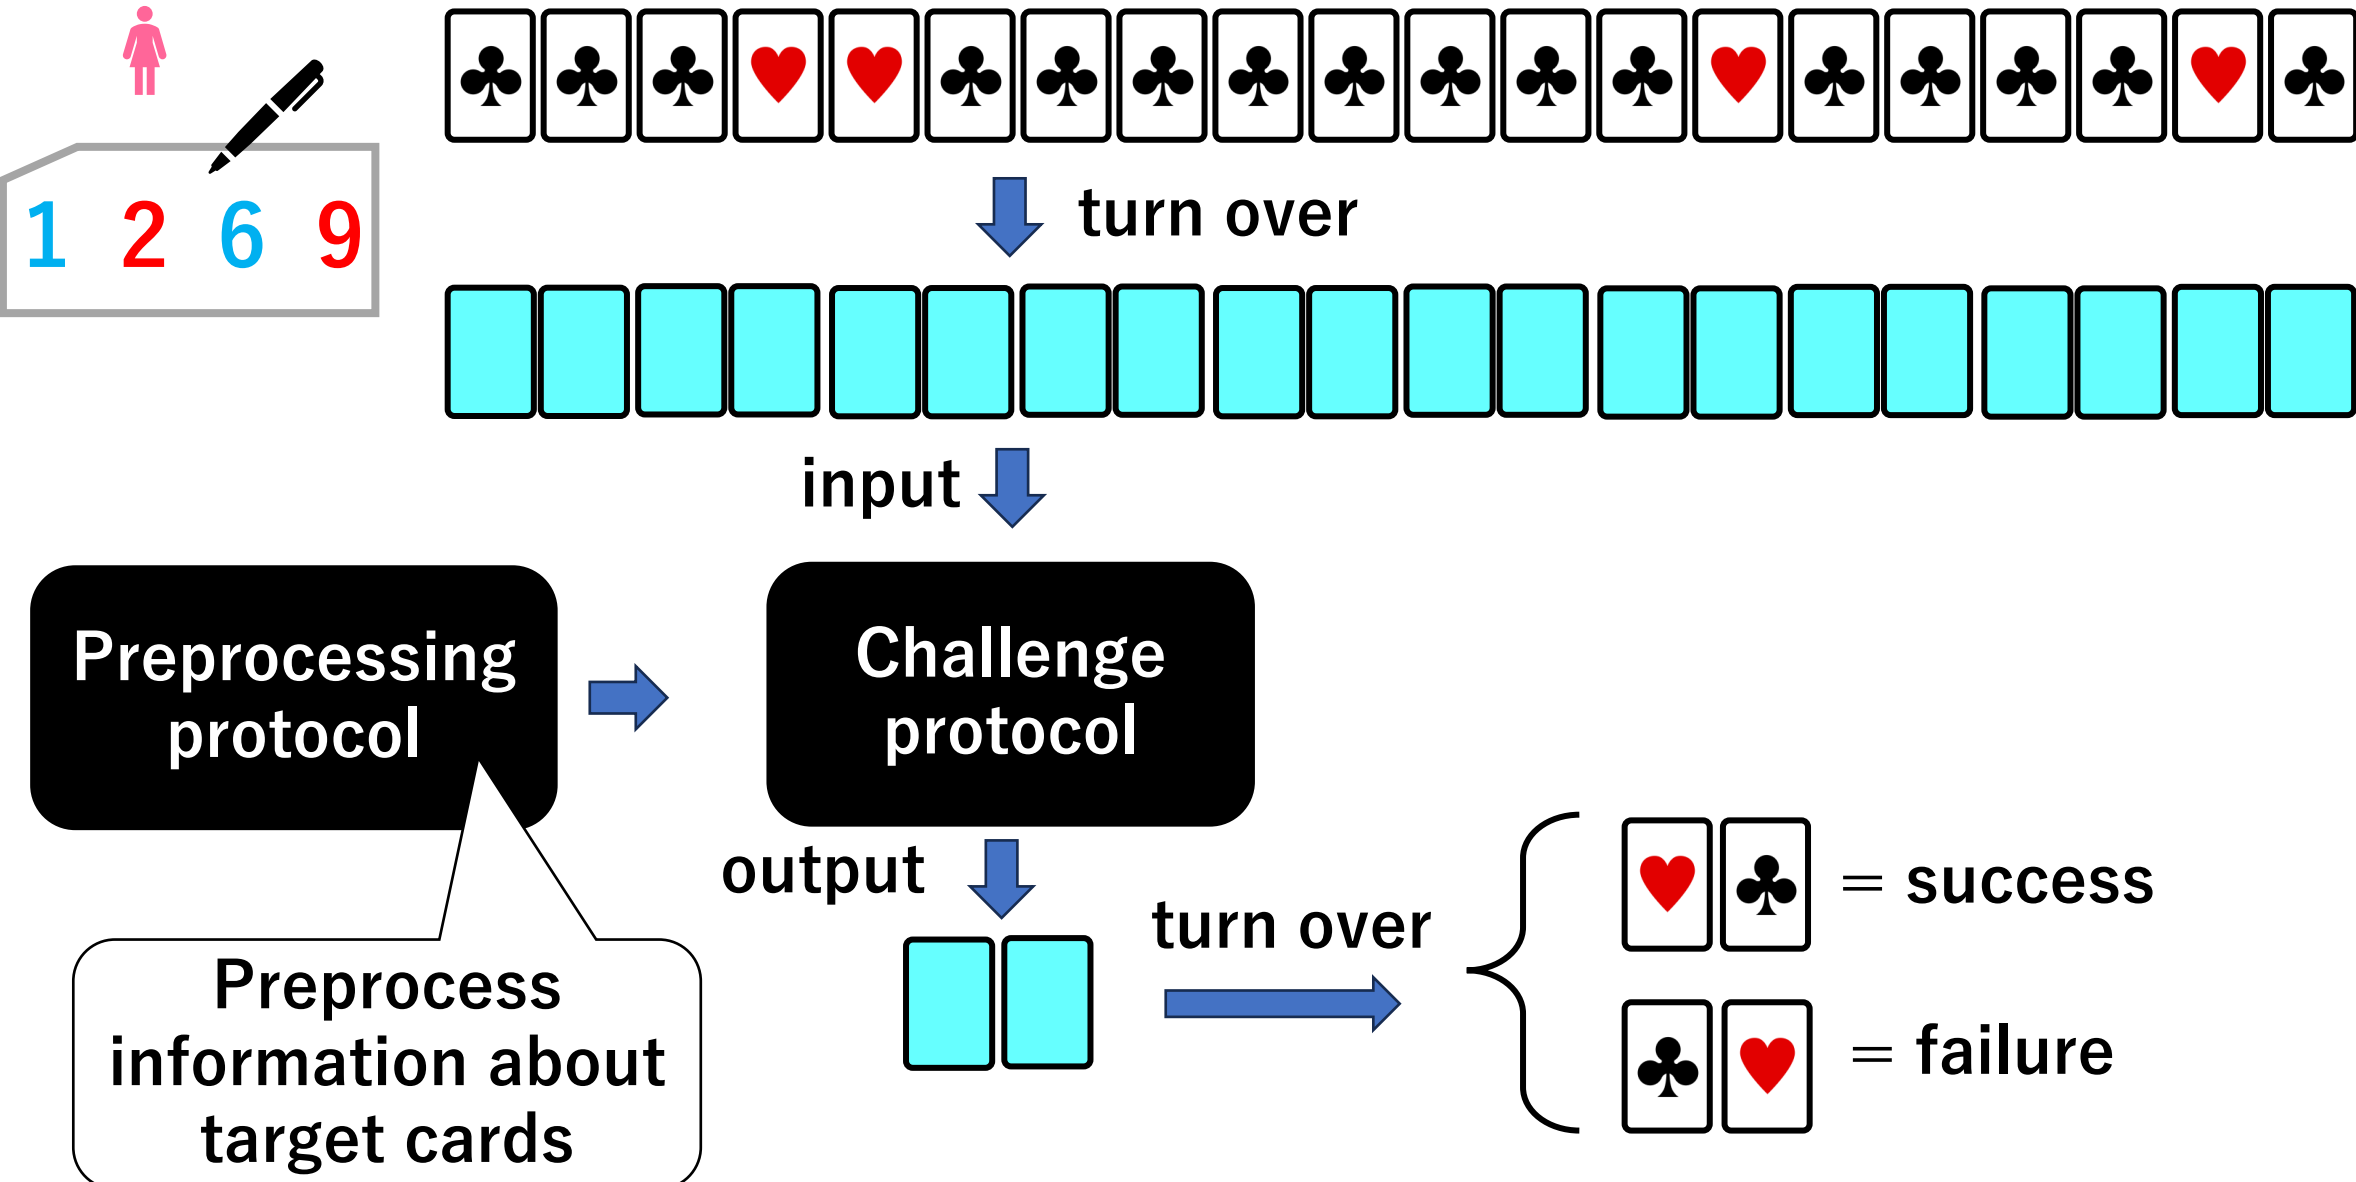 1 2 6 9
turn over
input
Preprocessing
protocol
Challenge
protocol
output
turn over
= success
= failure
Preprocess
information about
target cards